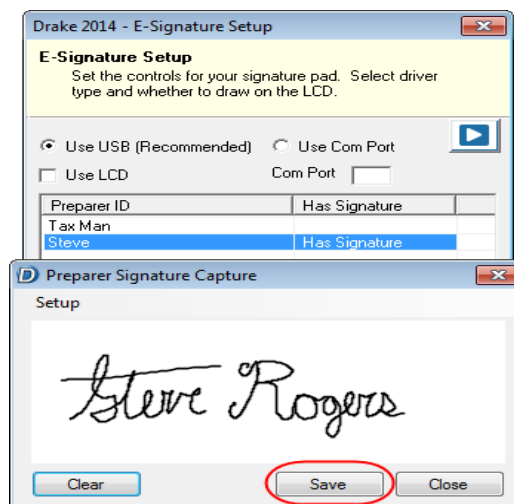 Drake 2014 - E-Signature Setup
E-Signature Setup
Set the controls for your signature pad. Select driver
type and whether to draw on the LCD.
Use USB (Recommended) Use Com Port
Use LCD Com Port
Preparer ID Has Signature
Tax Man
Steve Has Signature
Preparer Signature Capture
Setup
Steve Rogers
Clear Save Close